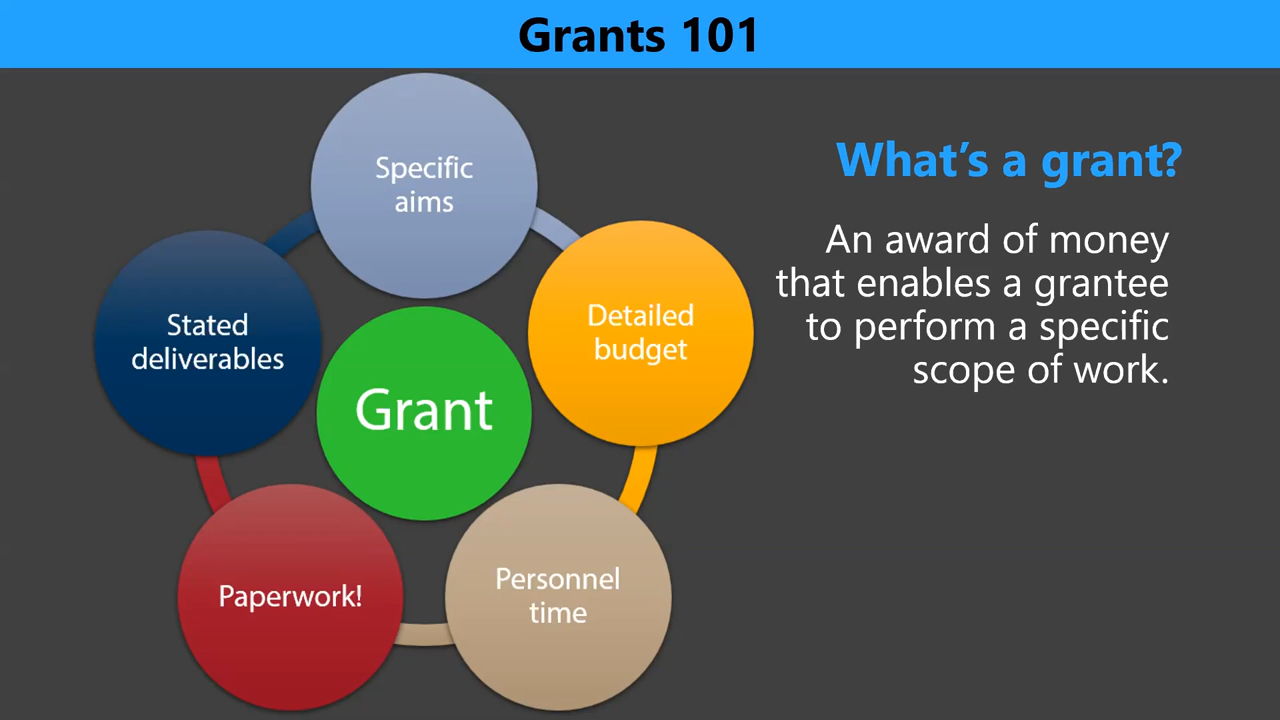 Grants 101
Specific
aims
Detailed
budget
Personnel
time
Paperwork!
Stated
deliverables
Grant
What’s a grant?
An award of money
that enables a grantee
to perform a specific
scope of work.